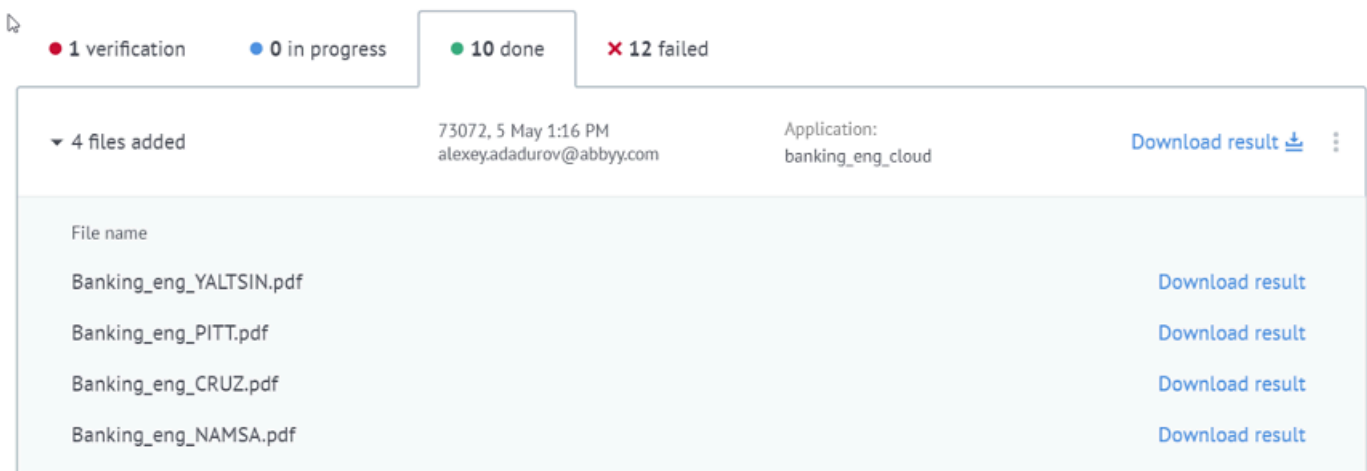 1 verification 0 in progress 10 done 12 failed
4 files added
73072, 5 May 1:16 PM
alexey.adadurov@abbyy.com
Application:
banking_eng_cloud
Download result
File name
Banking_eng_YALTSIN.pdf Download result
Banking_eng_PITT.pdf Download result
Banking_eng_CRUZ.pdf Download result
Banking_eng_NAMSA.pdf Download result